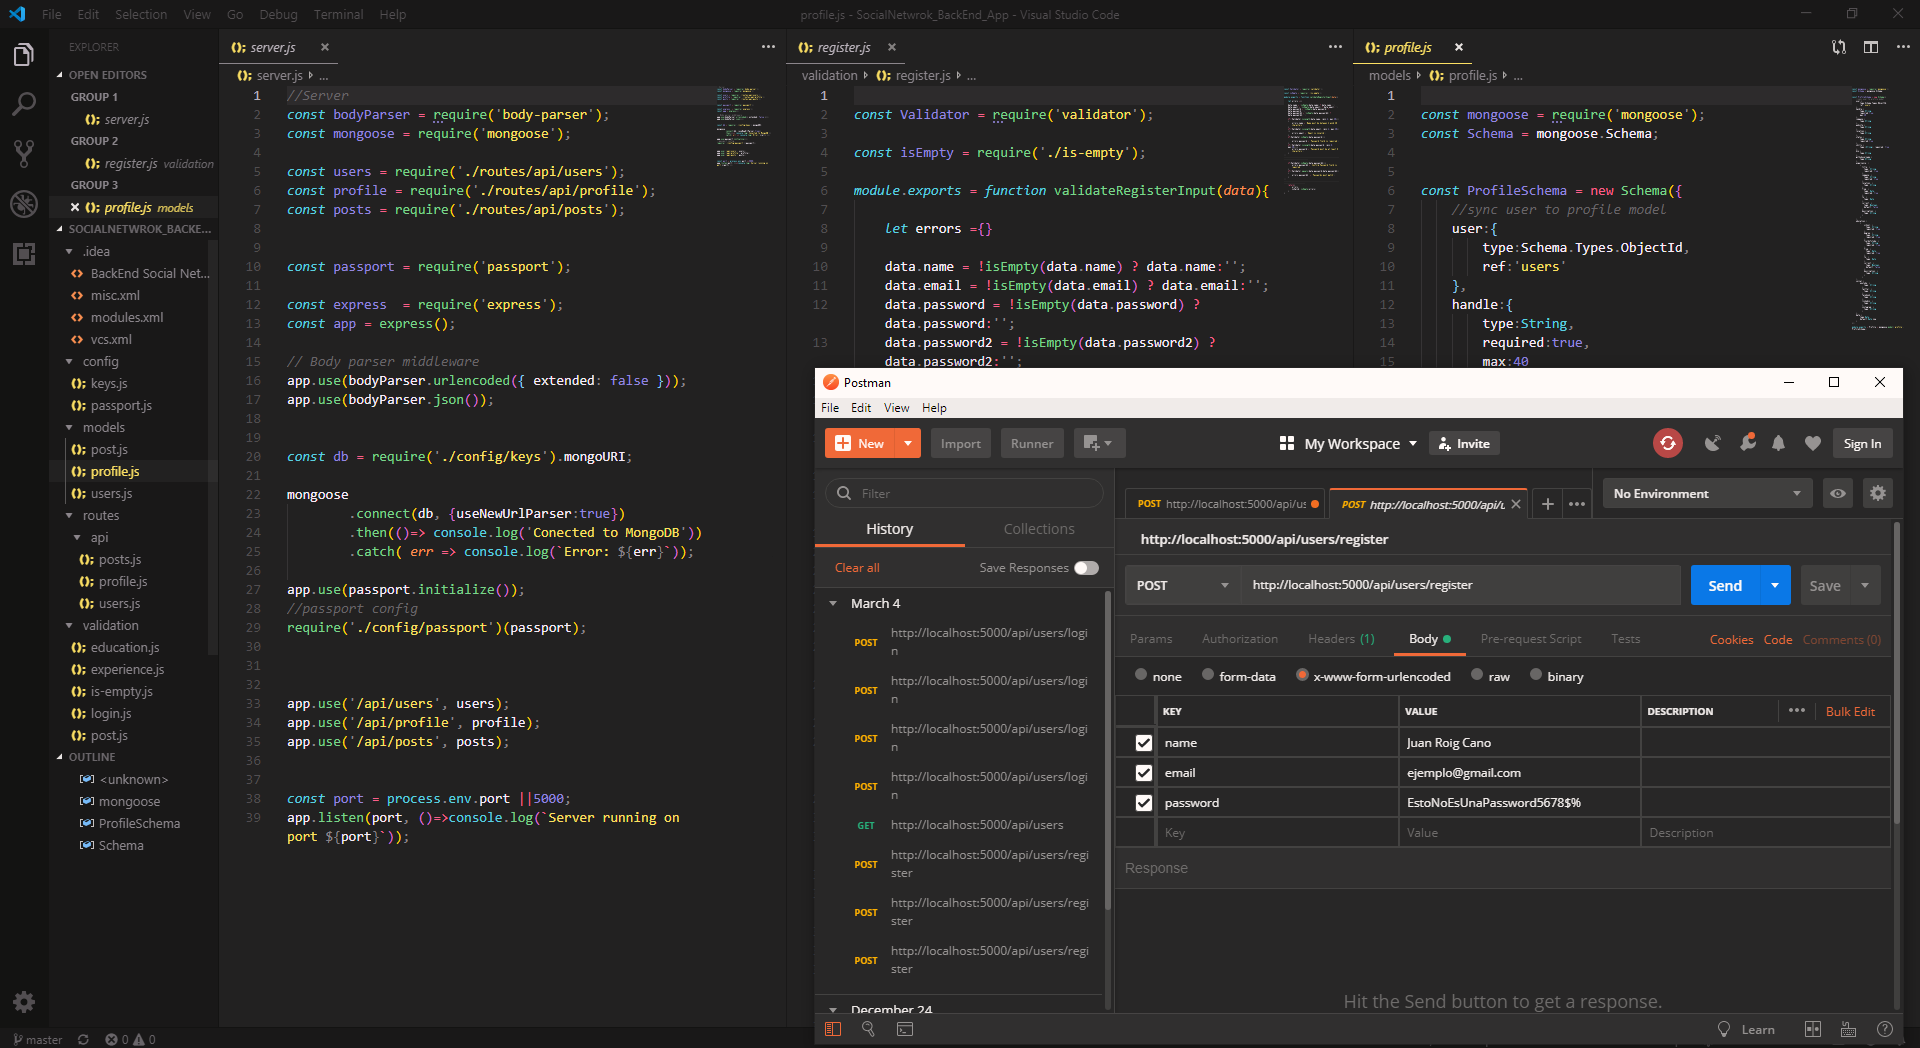 File Edit Selection View Go Debug Terminal Help
profile.js - SocialNetwrok_BackEnd_App - Visual Studio Code
EXPLORER
OPEN EDITORS
GROUP 1
server.js
GROUP 2
register.js validation
GROUP 3
profile.js models
SOCIALNETWROK_BACKE...
.idea
BackEnd Social Net...
misc.xml
modules.xml
vcs.xml
config
keys.js
passport.js
models
post.js
profile.js
users.js
routes
api
posts.js
profile.js
users.js
validation
education.js
experience.js
is-empty.js
login.js
post.js
OUTLINE
<unknown>
mongoose
ProfileSchema
Schema
master 0 0
server.js
server.js ...
1 //Server
2 const bodyParser = require('body-parser');
3 const mongoose = require('mongoose');
4
5 const users = require('./routes/api/users');
6 const profile = require('./routes/api/profile');
7 const posts = require('./routes/api/posts');
8
9
10 const passport = require('passport');
11
12 const express  = require('express');
13 const app = express();
14
15 // Body parser middleware
16 app.use(bodyParser.urlencoded({ extended: false }));
17 app.use(bodyParser.json());
18
19
20 const db = require('./config/keys').mongoURI;
21
22 mongoose
23 .connect(db, {useNewUrlParser:true})
24 .then(()=> console.log('Conected to MongoDB'))
25 .catch( err => console.log(`Error: ${err}`));
26
27 app.use(passport.initialize());
28 //passport config
29 require('./config/passport')(passport);
30
31
32
33 app.use('/api/users', users);
34 app.use('/api/profile', profile);
35 app.use('/api/posts', posts);
36
37
38 const port = process.env.port ||5000;
39 app.listen(port, ()=>console.log(`Server running on
port ${port}`));
register.js
validation register.js ...
1
2 const Validator = require('validator');
3
4 const isEmpty = require('./is-empty');
5
6 module.exports = function validateRegisterInput(data){
7
8 let errors ={}
9
10 data.name = !isEmpty(data.name) ? data.name:'';
11 data.email = !isEmpty(data.email) ? data.email:'';
12 data.password = !isEmpty(data.password) ?
data.password:'';
13 data.password2 = !isEmpty(data.password2) ?
data.password2:'';
profile.js
models profile.js ...
1
2 const mongoose = require('mongoose');
3 const Schema = mongoose.Schema;
4
5
6 const ProfileSchema = new Schema({
7 //sync user to profile model
8 user:{
9 type:Schema.Types.ObjectId,
10 ref:'users'
11 },
12 handle:{
13 type:String,
14 required:true,
15 max:40
Postman
File Edit View Help
New Import Runner My Workspace Invite Sign In
Filter
History Collections
Clear all Save Responses
March 4
POST http://localhost:5000/api/users/logi
n
POST http://localhost:5000/api/users/logi
n
POST http://localhost:5000/api/users/logi
n
POST http://localhost:5000/api/users/logi
n
GET http://localhost:5000/api/users
POST http://localhost:5000/api/users/regi
ster
POST http://localhost:5000/api/users/regi
ster
POST http://localhost:5000/api/users/regi
ster
December 24
POST http://localhost:5000/api/us POST http://localhost:5000/api/u No Environment
http://localhost:5000/api/users/register
POST http://localhost:5000/api/users/register Send Save
Params Authorization Headers (1) Body Pre-request Script Tests Cookies Code Comments (0)
none form-data x-www-form-urlencoded raw binary
KEY VALUE DESCRIPTION ... Bulk Edit
name Juan Roig Cano
email ejemplo@gmail.com
password EstoNoEsUnaPassword5678$%
Key Value Description
Response
Hit the Send button to get a response.
Learn